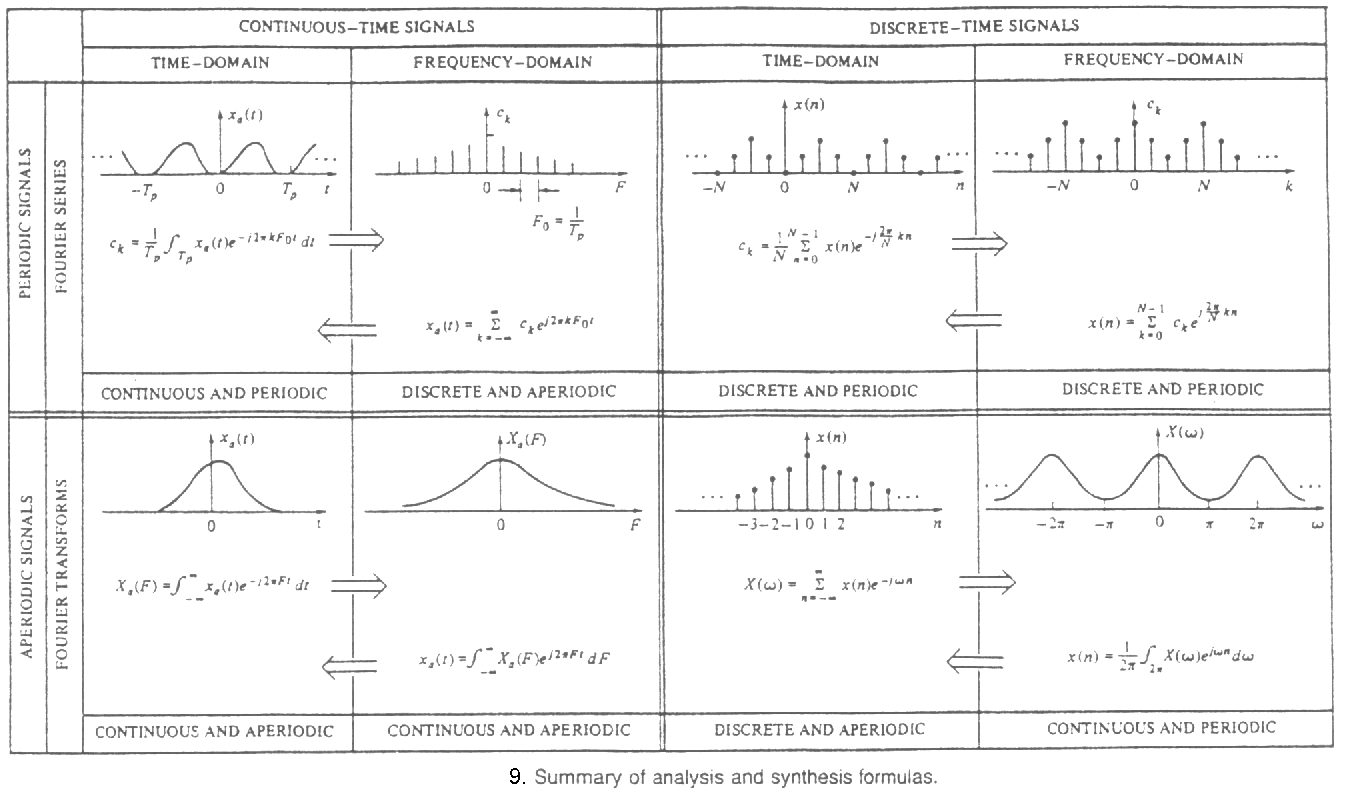 CONTINUOUS–TIME SIGNALS DISCRETE–TIME SIGNALS
TIME–DOMAIN FREQUENCY–DOMAIN TIME–DOMAIN FREQUENCY–DOMAIN
PERIODIC SIGNALS
FOURIER SERIES
x_a(t) c_k x(n) c_k
··· ··· ··· ··· ··· ···
−T_p 0 T_p t 0 F −N 0 N n −N 0 N k
F_0 = 1/T_p
c_k = 1/T_p ∫_{T_p} x_a(t)e^{−j2πkF_0t} dt ⇒ c_k = 1/N Σ_{n=0}^{N−1} x(n)e^{−j(2π/N)kn} ⇒
⇐ x_a(t) = Σ_{k=−∞}^{∞} c_k e^{j2πkF_0t} ⇐ x(n) = Σ_{k=0}^{N−1} c_k e^{j(2π/N)kn}
CONTINUOUS AND PERIODIC DISCRETE AND APERIODIC DISCRETE AND PERIODIC DISCRETE AND PERIODIC
APERIODIC SIGNALS
FOURIER TRANSFORMS
x_a(t) X_a(F) x(n) X(ω)
··· ··· ··· ···
0 t 0 F −3 −2 −1 0 1 2 n −2π −π 0 π 2π ω
X_a(F) = ∫_{−∞}^{∞} x_a(t)e^{−j2πFt} dt ⇒ X(ω) = Σ_{n=−∞}^{∞} x(n)e^{−jωn} ⇒
⇐ x_a(t) = ∫_{−∞}^{∞} X_a(F)e^{j2πFt} dF ⇐ x(n) = 1/2π ∫_{2π} X(ω)e^{jωn}dω
CONTINUOUS AND APERIODIC CONTINUOUS AND APERIODIC DISCRETE AND APERIODIC CONTINUOUS AND PERIODIC
9. Summary of analysis and synthesis formulas.